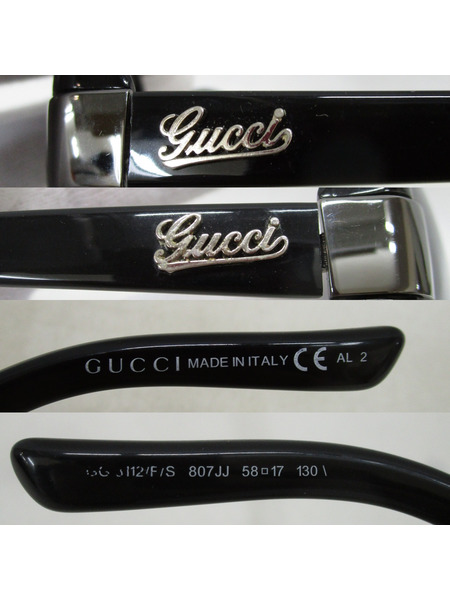 Gucci
Gucci
GUCCI MADE IN ITALY CE AL 2
807JJ 58□17 130